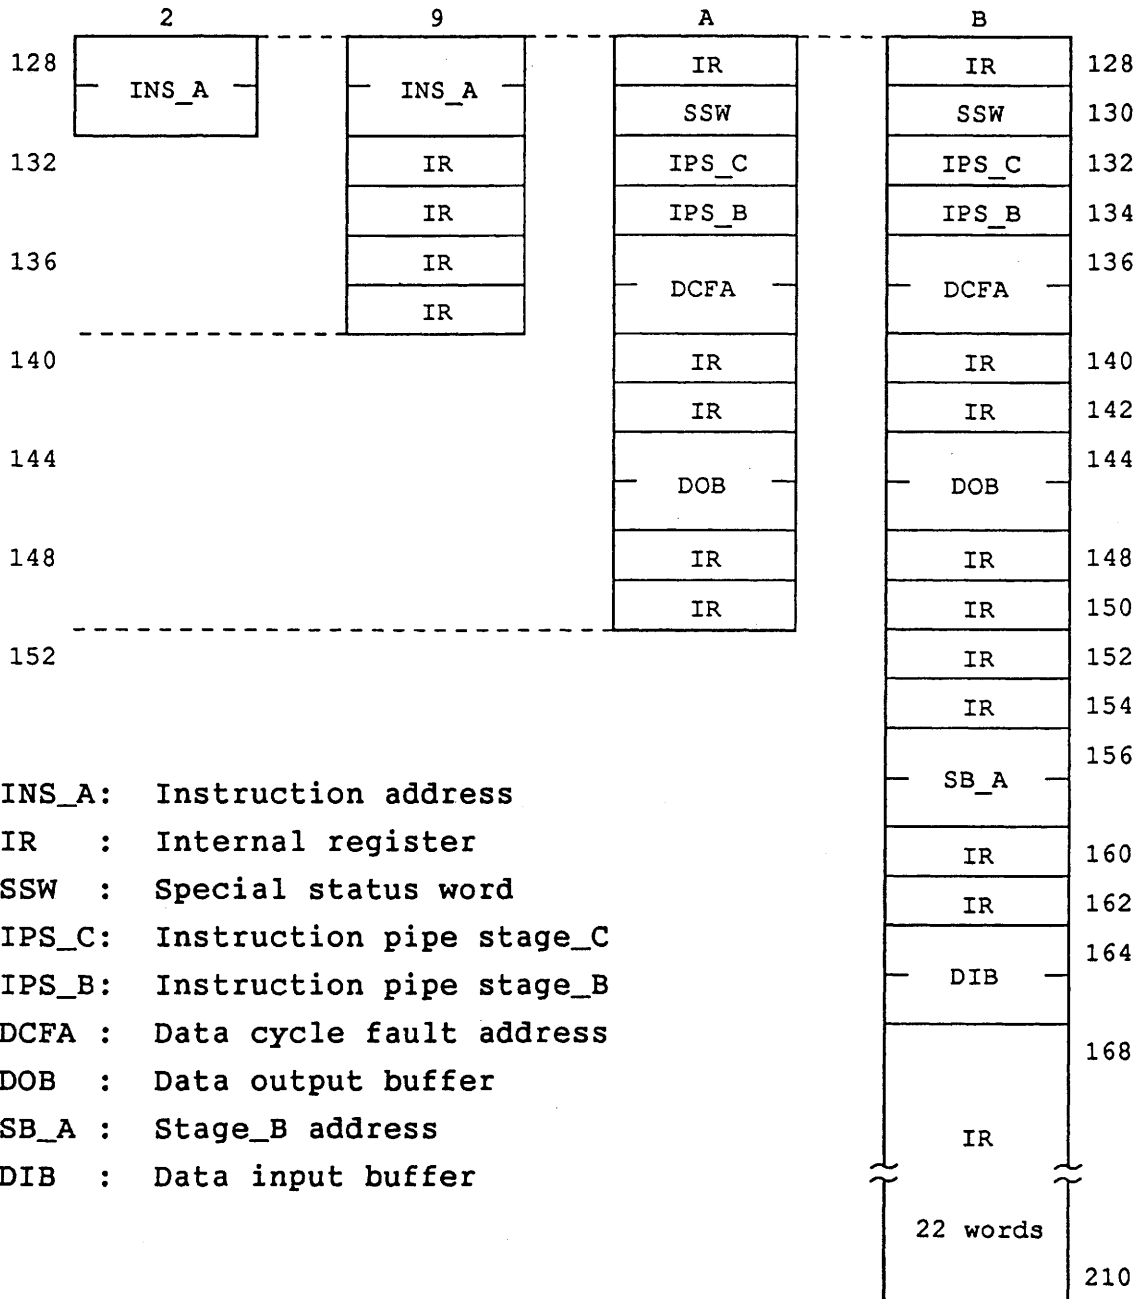 2 9 A B
128 INS_A INS_A IR IR 128
SSW SSW 130
132 IR IPS_C IPS_C 132
IR IPS_B IPS_B 134
136 IR 136
DCFA DCFA
IR
140 IR IR 140
IR IR 142
144 144
DOB DOB
148 IR IR 148
IR IR 150
152 IR 152
IR 154
156
SB_A
IR 160
IR 162
164
DIB
168
IR
22 words
210
INS_A: Instruction address
IR : Internal register
SSW : Special status word
IPS_C: Instruction pipe stage_C
IPS_B: Instruction pipe stage_B
DCFA : Data cycle fault address
DOB : Data output buffer
SB_A : Stage_B address
DIB : Data input buffer